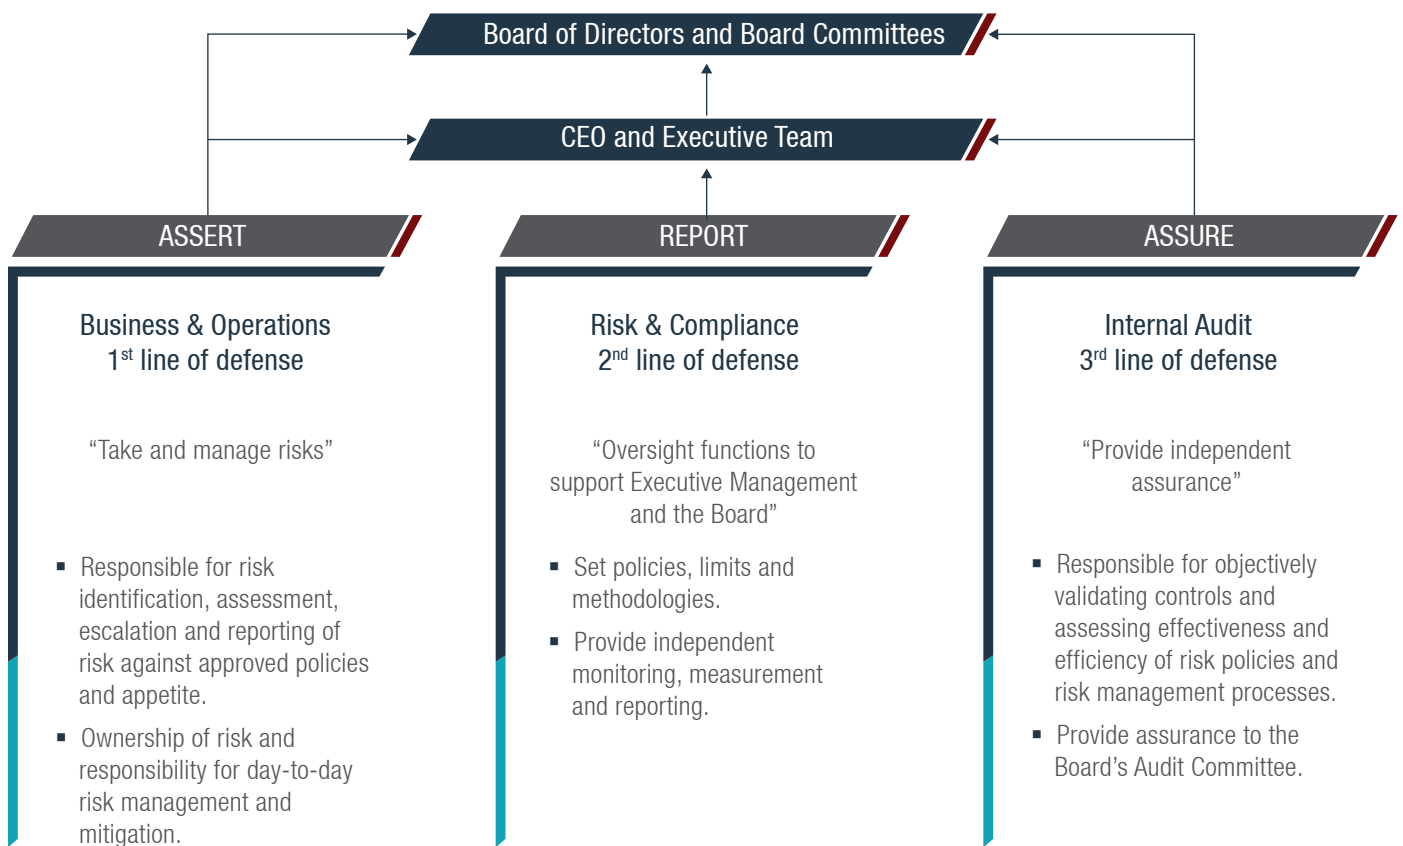 Board of Directors and Board Committees
CEO and Executive Team
ASSERT
Business & Operations
1st line of defense
“Take and manage risks”
▪ Responsible for risk
identification, assessment,
escalation and reporting of
risk against approved policies
and appetite.
▪ Ownership of risk and
responsibility for day-to-day
risk management and
mitigation.
REPORT
Risk & Compliance
2nd line of defense
“Oversight functions to
support Executive Management
and the Board”
▪ Set policies, limits and
methodologies.
▪ Provide independent
monitoring, measurement
and reporting.
ASSURE
Internal Audit
3rd line of defense
“Provide independent
assurance”
▪ Responsible for objectively
validating controls and
assessing effectiveness and
efficiency of risk policies and
risk management processes.
▪ Provide assurance to the
Board’s Audit Committee.